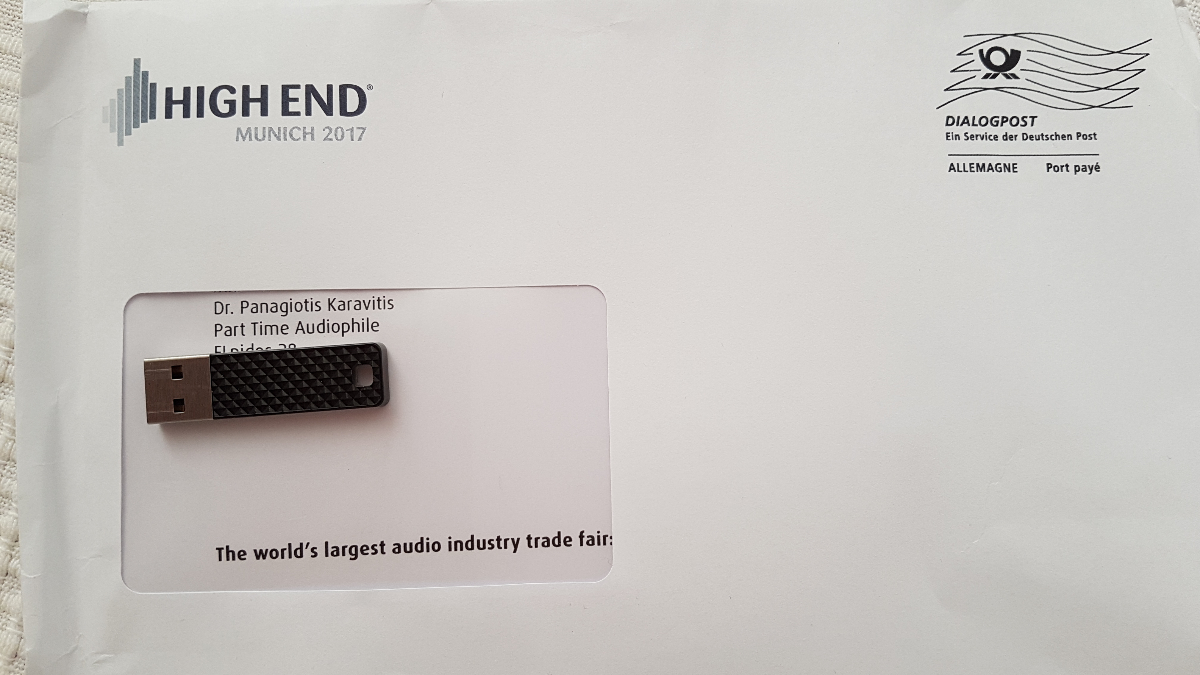 HIGH END®
MUNICH 2017
DIALOGPOST
Ein Service der Deutschen Post
ALLEMAGNE Port payé
Dr. Panagiotis Karavitis
Part Time Audiophile
The world's largest audio industry trade fair: